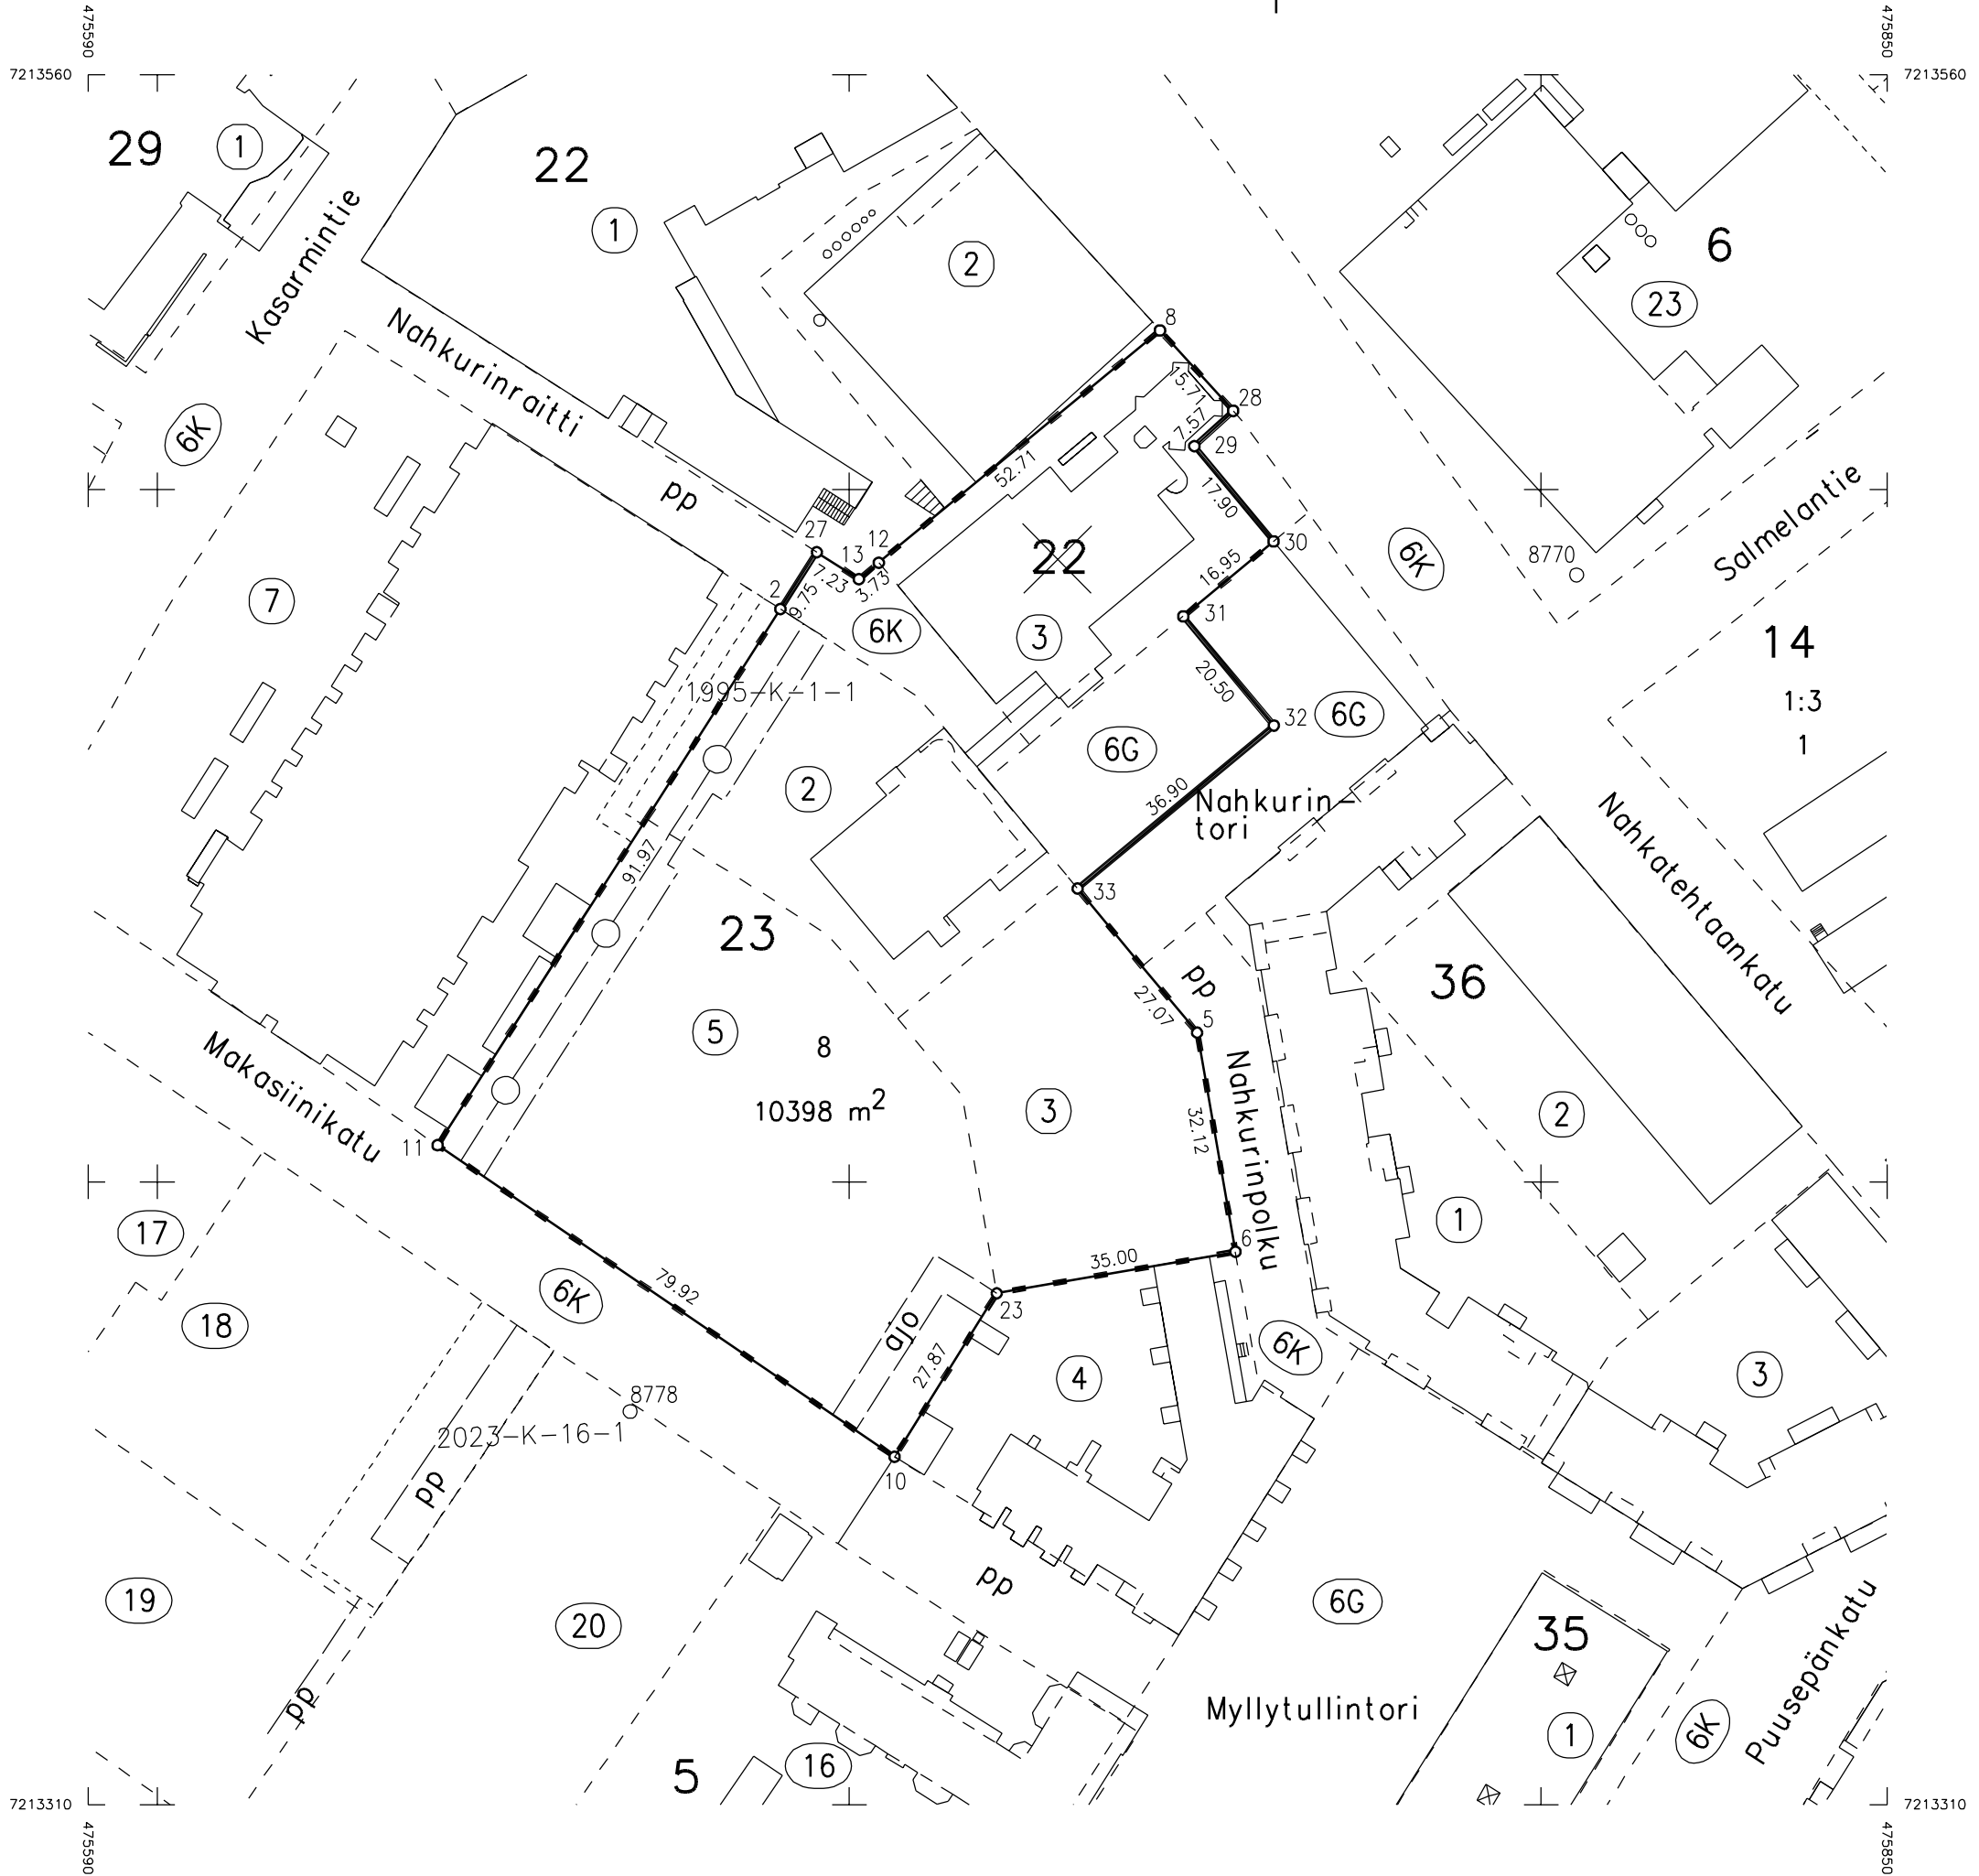 475590
475850
7213560
7213560
29
1
22
1
2
6
23
Kasarmintie
Nahkurinraitti
8
15.71
28
7.57
29
6K
pp
52.71
17.90
Salmelantie
27
13
12
22
30
6K
8770
7.23
3.73
16.95
7
2
9.75
6K
3
31
14
1995-K-1-1
20.50
1:3
6G
32
6G
1
2
36.90
Nahkurin-
tori
Nahkatehtaankatu
91.97
33
23
36
pp
27.07
5
5
8
Makasiinikatu
10398 m2
3
Nahkurinpolku
32.12
2
11
17
1
6
35.00
6K
79.92
23
18
ajo
27.87
6K
4
3
8778
2023-K-16-1
10
pp
pp
19
20
6G
35
pp
Myllytullintori
1
6K
Puusepänkatu
5
16
7213310
7213310
475590
475850